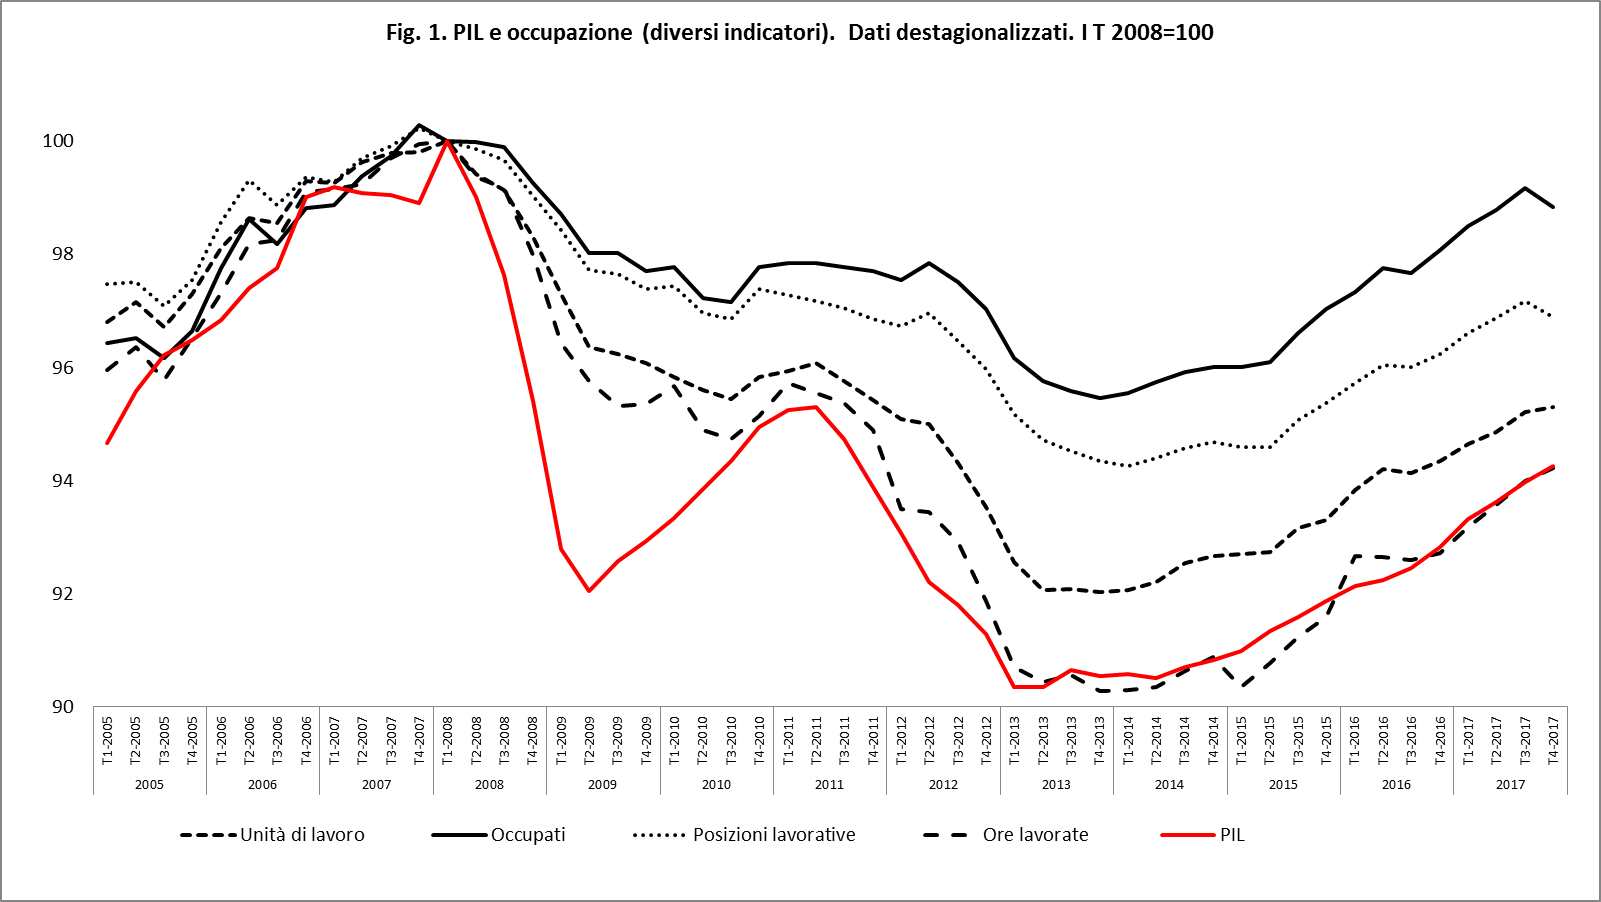 Fig. 1. PIL e occupazione (diversi indicatori). Dati destagionalizzati. I T 2008=100
100
98
96
94
92
90
T1-2005 T2-2005 T3-2005 T4-2005 T1-2006 T2-2006 T3-2006 T4-2006 T1-2007 T2-2007 T3-2007 T4-2007 T1-2008 T2-2008 T3-2008 T4-2008 T1-2009 T2-2009 T3-2009 T4-2009 T1-2010 T2-2010 T3-2010 T4-2010 T1-2011 T2-2011 T3-2011 T4-2011 T1-2012 T2-2012 T3-2012 T4-2012 T1-2013 T2-2013 T3-2013 T4-2013 T1-2014 T2-2014 T3-2014 T4-2014 T1-2015 T2-2015 T3-2015 T4-2015 T1-2016 T2-2016 T3-2016 T4-2016 T1-2017 T2-2017 T3-2017 T4-2017
2005 2006 2007 2008 2009 2010 2011 2012 2013 2014 2015 2016 2017
Unità di lavoro Occupati Posizioni lavorative Ore lavorate PIL